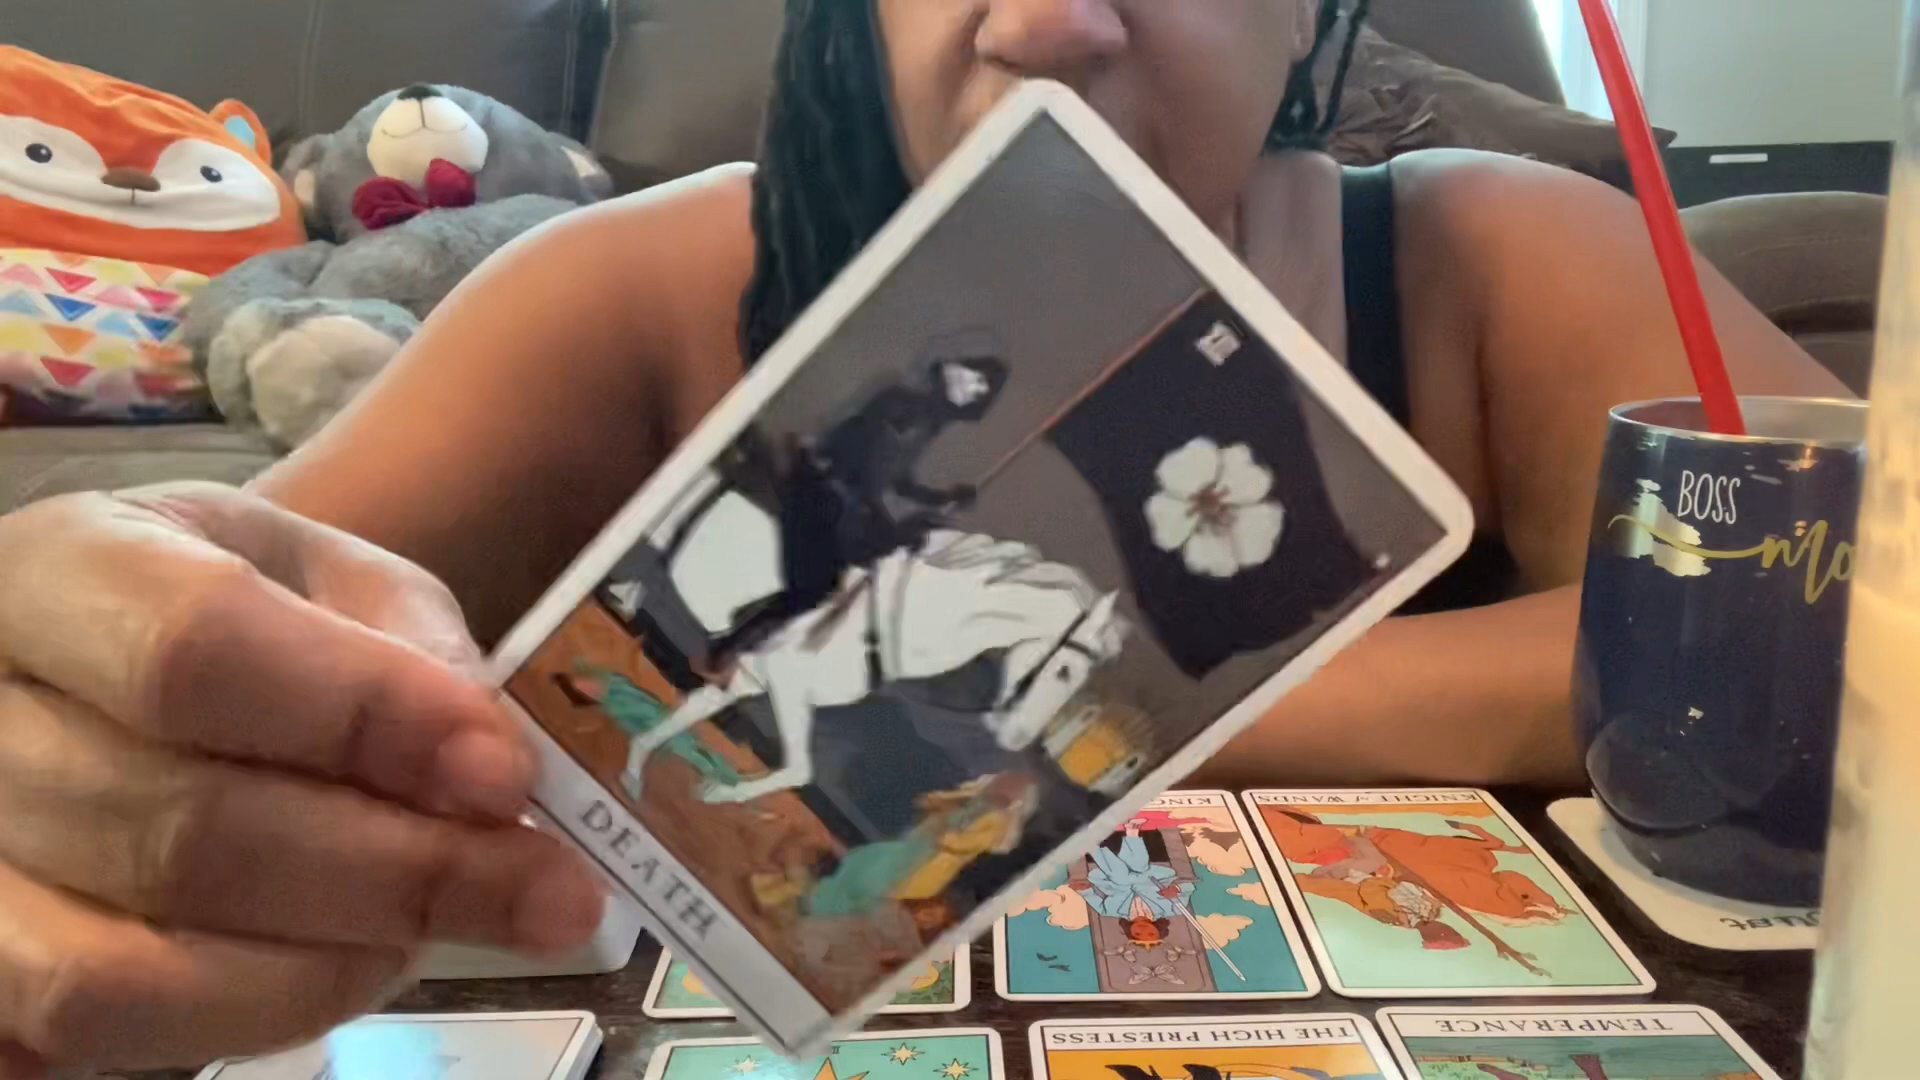 BOSS
DEATH
KING
KNIGHT of WANDS
THE HIGH PRIESTESS
TEMPERANCE